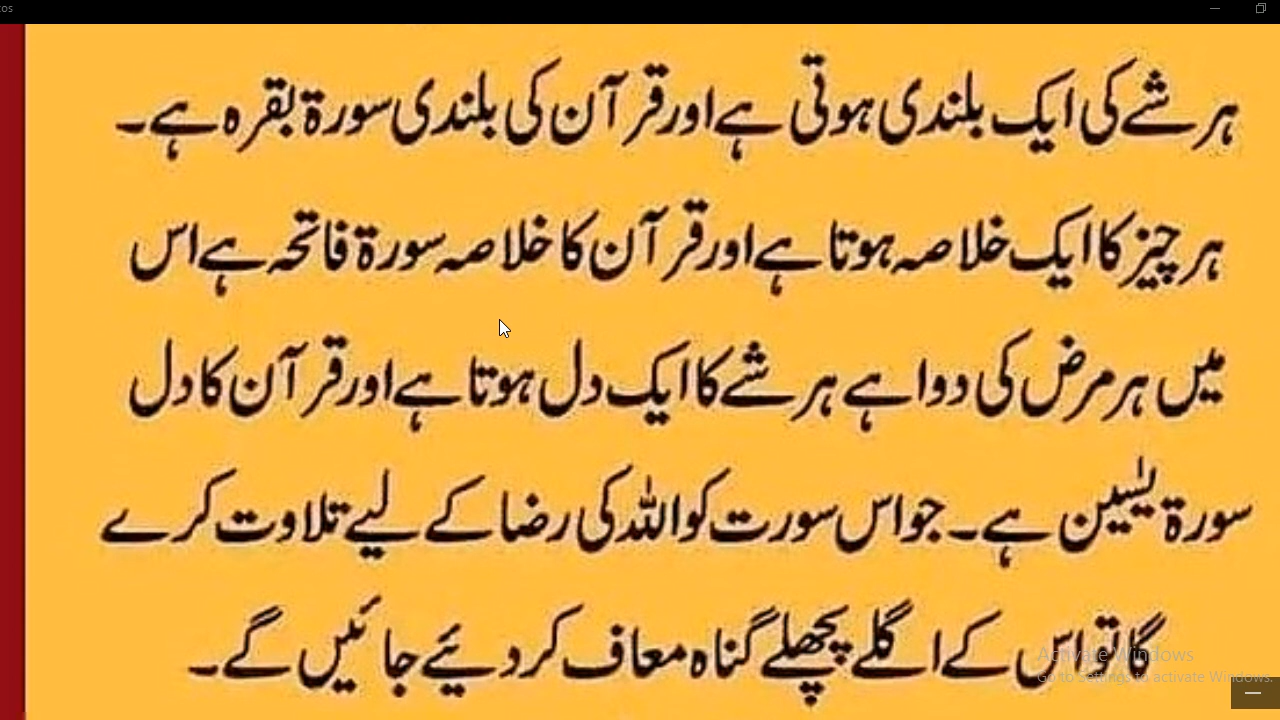 tos
ہر شے کی ایک بلندی ہوتی ہے اور قرآن کی بلندی سورۃ بقرہ ہے۔
ہر چیز کا ایک خلاصہ ہوتا ہے اور قرآن کا خلاصہ سورۃ فاتحہ ہے اس
میں ہر مرض کی دوا ہے ہر شے کا ایک دل ہوتا ہے اور قرآن کا دل
سورۃ یٰسین ہے۔ جو اس سورت کو اللہ کی رضا کے لیے تلاوت کرے
گا تو اس کے اگلے پچھلے گناہ معاف کر دیئے جائیں گے۔
Activate Windows
Go to Settings to activate Windows.